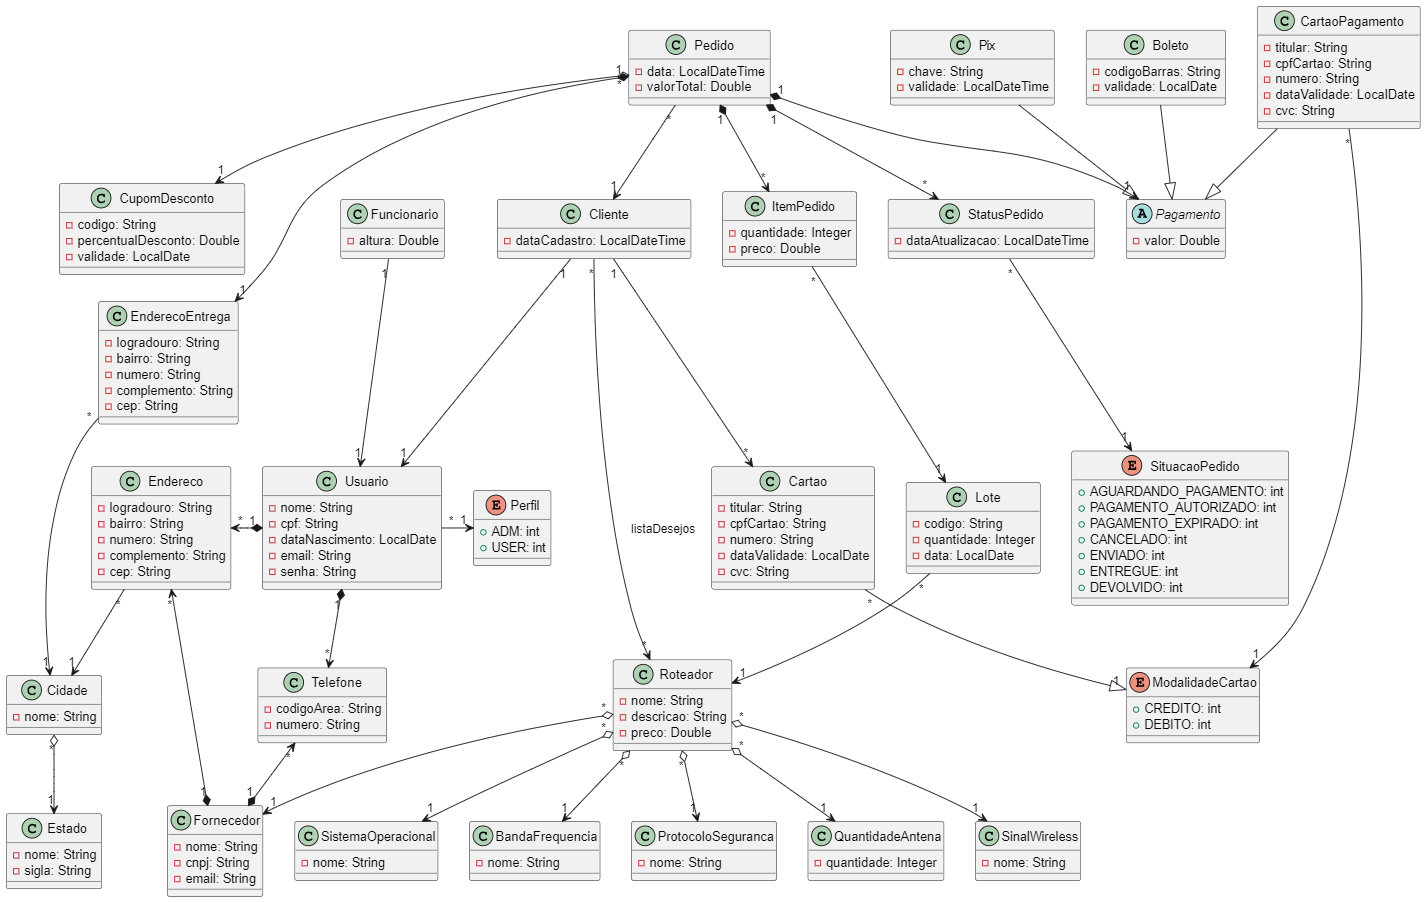 C Pedido
data: LocalDateTime
valorTotal: Double
C Pix
chave: String
validade: LocalDateTime
C Boleto
codigoBarras: String
validade: LocalDate
C CartaoPagamento
titular: String
cpfCartao: String
numero: String
dataValidade: LocalDate
cvc: String
1
*
*
1
1
1
*
1
1
*
*
1
C CupomDesconto
codigo: String
percentualDesconto: Double
validade: LocalDate
C Funcionario
altura: Double
C Cliente
dataCadastro: LocalDateTime
C ItemPedido
quantidade: Integer
preco: Double
C StatusPedido
dataAtualizacao: LocalDateTime
A Pagamento
valor: Double
1
1
1
*
1
*
*
C EnderecoEntrega
logradouro: String
bairro: String
numero: String
complemento: String
cep: String
*
1
1
*
1
1
C Endereco
logradouro: String
bairro: String
numero: String
complemento: String
cep: String
C Usuario
nome: String
cpf: String
dataNascimento: LocalDate
email: String
senha: String
* 1
* 1
E Perfil
ADM: int
USER: int
listaDesejos
C Cartao
titular: String
cpfCartao: String
numero: String
dataValidade: LocalDate
cvc: String
C Lote
codigo: String
quantidade: Integer
data: LocalDate
E SituacaoPedido
AGUARDANDO_PAGAMENTO: int
PAGAMENTO_AUTORIZADO: int
PAGAMENTO_EXPIRADO: int
CANCELADO: int
ENVIADO: int
ENTREGUE: int
DEVOLVIDO: int
*
*
1
*
*
1
1
*
*
1
1
1
C Cidade
nome: String
C Telefone
codigoArea: String
numero: String
C Roteador
nome: String
descricao: String
preco: Double
E ModalidadeCartao
CREDITO: int
DEBITO: int
*
*
*
*
*
*
*
*
1
1
1
1
1
1
1
1
1
C Estado
nome: String
sigla: String
C Fornecedor
nome: String
cnpj: String
email: String
C SistemaOperacional
nome: String
C BandaFrequencia
nome: String
C ProtocoloSeguranca
nome: String
C QuantidadeAntena
quantidade: Integer
C SinalWireless
nome: String